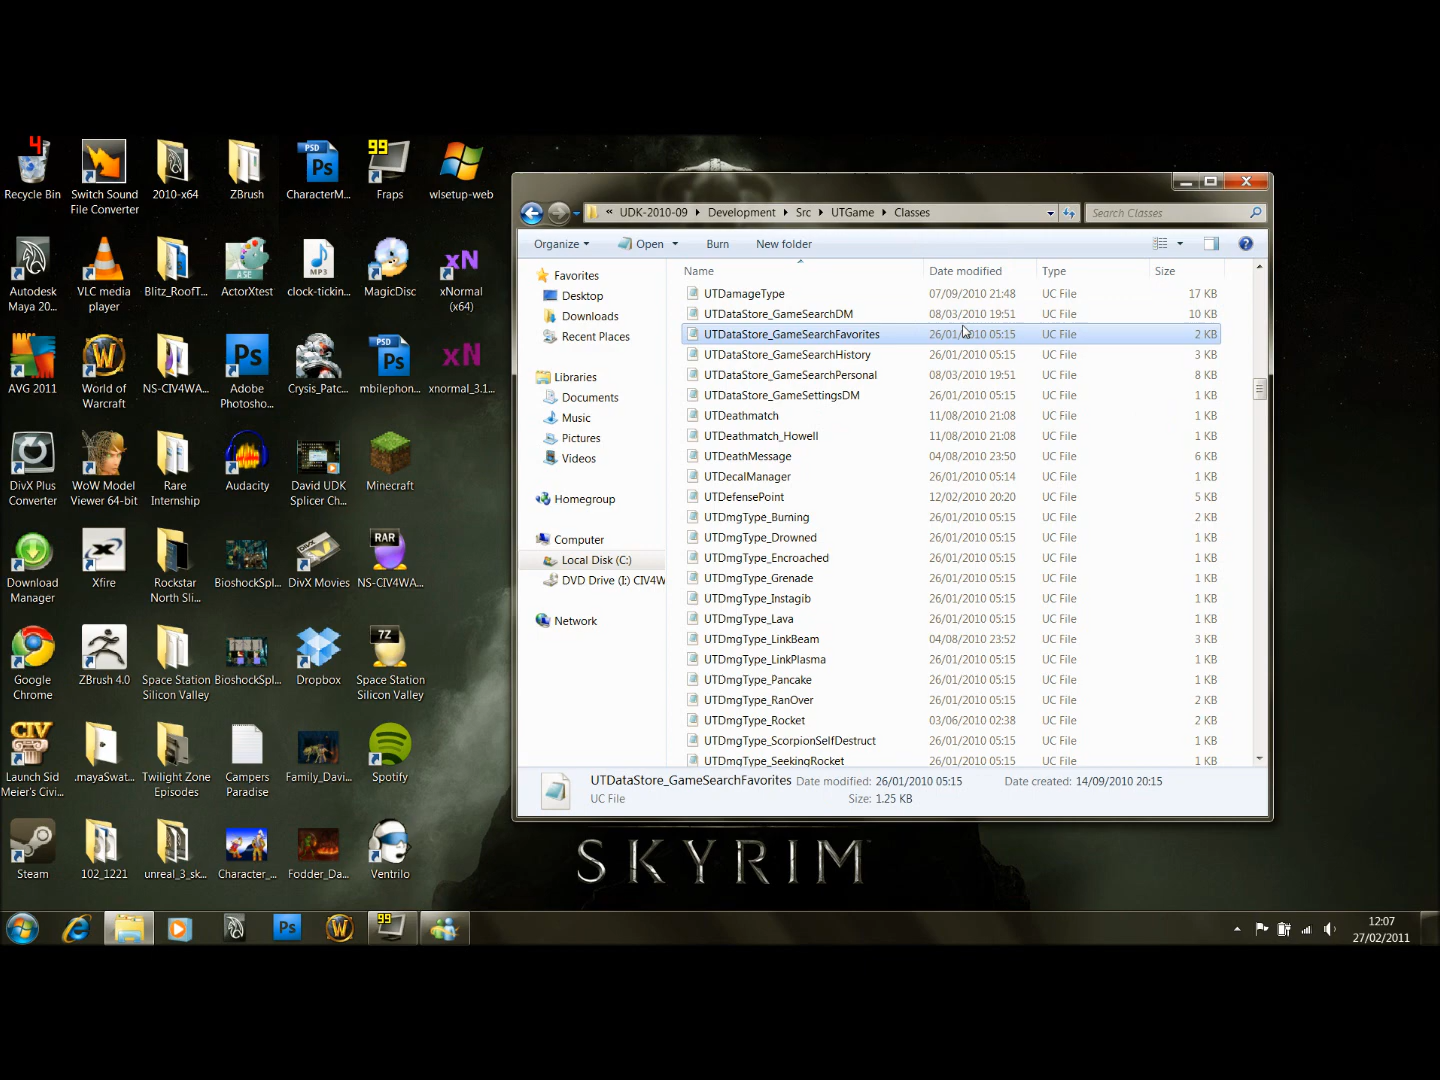 4
Recycle Bin
Switch Sound
File Converter
2010-x64
ZBrush
PSD
Ps
CharacterM...
99
Fraps
wlsetup-web
Autodesk
Maya 20...
VLC media
player
Blitz_RoofT...
ASE
ActorXtest
MP3
clock-tickin...
MagicDisc
xN
xNormal
(x64)
AVG 2011
World of
Warcraft
NS-CIV4WA...
Ps
Adobe
Photosho...
Crysis_Patc...
PSD
Ps
mbilephon...
xN
xnormal_3.1...
DivX Plus
Converter
WoW Model
Viewer 64-bit
Rare
Internship
Audacity
David UDK
Splicer Ch...
Minecraft
Download
Manager
Xfire
Rockstar
North Sli...
BioshockSpl...
DivX Movies
RAR
NS-CIV4WA...
Google
Chrome
ZBrush 4.0
Space Station
Silicon Valley
BioshockSpl...
Dropbox
7Z
Space Station
Silicon Valley
CIV
Launch Sid
Meier's Civi...
.mayaSwat...
Twilight Zone
Episodes
Campers
Paradise
Family_Davi...
Spotify
Steam
102_1221
unreal_3_sk...
Character_...
Fodder_Da...
Ventrilo
« UDK-2010-09 Development Src UTGame Classes
Search Classes
Organize Open Burn New folder
Favorites
Desktop
Downloads
Recent Places
Libraries
Documents
Music
Pictures
Videos
Homegroup
Computer
Local Disk (C:)
DVD Drive (I:) CIV4W
Network
Name Date modified Type Size
UTDamageType 07/09/2010 21:48 UC File 17 KB
UTDataStore_GameSearchDM 08/03/2010 19:51 UC File 10 KB
UTDataStore_GameSearchFavorites 26/01/2010 05:15 UC File 2 KB
UTDataStore_GameSearchHistory 26/01/2010 05:15 UC File 3 KB
UTDataStore_GameSearchPersonal 08/03/2010 19:51 UC File 8 KB
UTDataStore_GameSettingsDM 26/01/2010 05:15 UC File 1 KB
UTDeathmatch 11/08/2010 21:08 UC File 1 KB
UTDeathmatch_Howell 11/08/2010 21:08 UC File 1 KB
UTDeathMessage 04/08/2010 23:50 UC File 6 KB
UTDecalManager 26/01/2010 05:14 UC File 1 KB
UTDefensePoint 12/02/2010 20:20 UC File 5 KB
UTDmgType_Burning 26/01/2010 05:15 UC File 1 KB
UTDmgType_Drowned 26/01/2010 05:15 UC File 1 KB
UTDmgType_Encroached 26/01/2010 05:15 UC File 1 KB
UTDmgType_Grenade 26/01/2010 05:15 UC File 1 KB
UTDmgType_Instagib 26/01/2010 05:15 UC File 1 KB
UTDmgType_Lava 26/01/2010 05:15 UC File 1 KB
UTDmgType_LinkBeam 04/08/2010 23:52 UC File 3 KB
UTDmgType_LinkPlasma 26/01/2010 05:15 UC File 1 KB
UTDmgType_Pancake 26/01/2010 05:15 UC File 1 KB
UTDmgType_RanOver 26/01/2010 05:15 UC File 2 KB
UTDmgType_Rocket 03/06/2010 02:38 UC File 2 KB
UTDmgType_ScorpionSelfDestruct 26/01/2010 05:15 UC File 1 KB
UTDmgType_SeekingRocket 26/01/2010 05:15 UC File 1 KB
UTDataStore_GameSearchFavorites Date modified: 26/01/2010 05:15 Date created: 14/09/2010 20:15
UC File Size: 1.25 KB
SKYRIM
Ps
99
12:07
27/02/2011